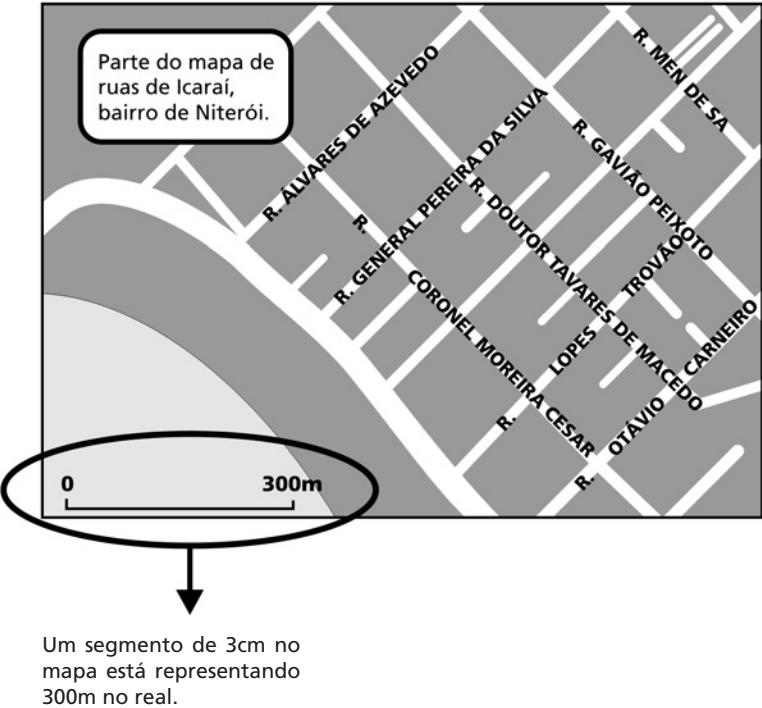 Parte do mapa de
ruas de Icaraí,
bairro de Niterói.
R. ÁLVARES DE AZEVEDO
R. GENERAL PEREIRA DA SILVA
R. MEN DE SA
R. GAVIÃO PEIXOTO
R. DOUTOR TAVARES DE MACEDO
R. CORONEL MOREIRA CESAR
R. LOPES TROVÃO
R. OTÁVIO CARNEIRO
0 300m
Um segmento de 3cm no
mapa está representando
300m no real.